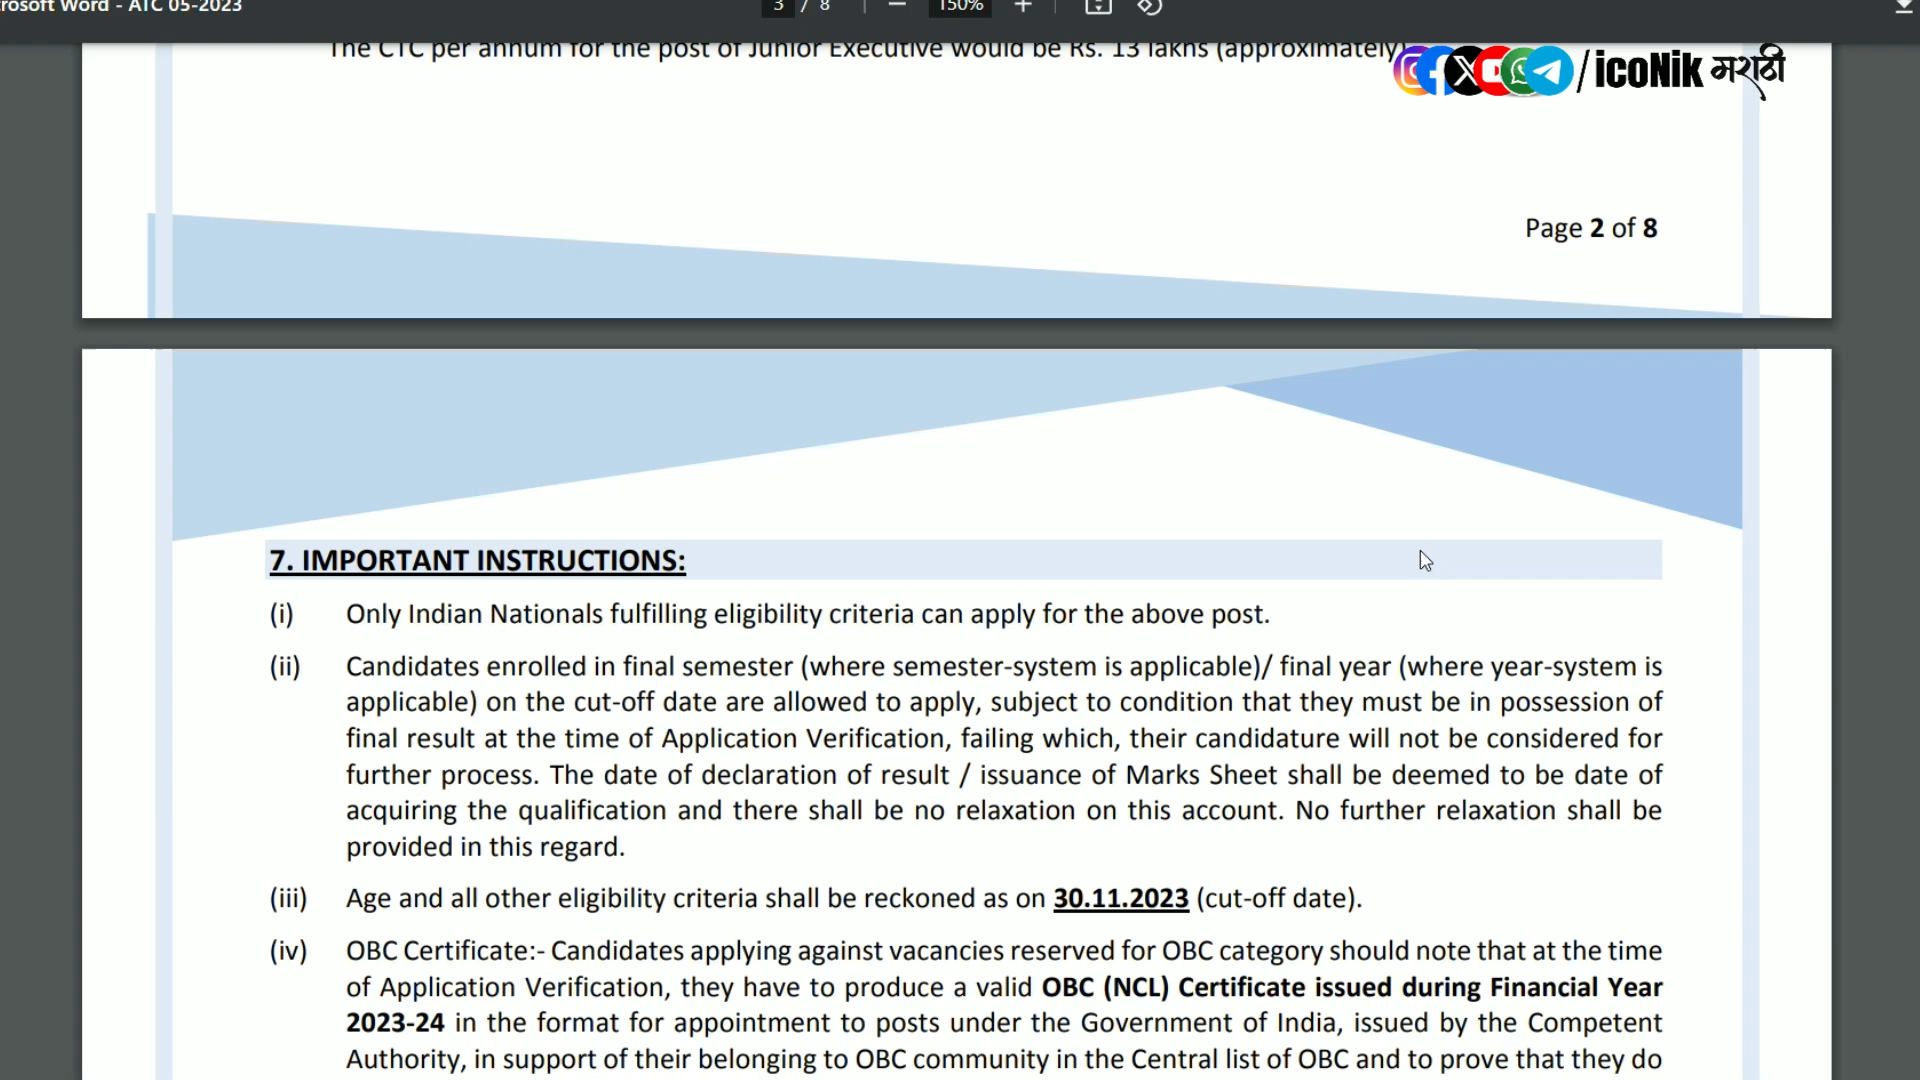 rosoft Word - ATC 05-2023
3 / 8
150%
The CTC per annum for the post of Junior Executive would be Rs. 13 lakhs (approximately)
/icoNik मराठी
Page 2 of 8
7. IMPORTANT INSTRUCTIONS:
(i) Only Indian Nationals fulfilling eligibility criteria can apply for the above post.
(ii) Candidates enrolled in final semester (where semester-system is applicable)/ final year (where year-system is
applicable) on the cut-off date are allowed to apply, subject to condition that they must be in possession of
final result at the time of Application Verification, failing which, their candidature will not be considered for
further process. The date of declaration of result / issuance of Marks Sheet shall be deemed to be date of
acquiring the qualification and there shall be no relaxation on this account. No further relaxation shall be
provided in this regard.
(iii) Age and all other eligibility criteria shall be reckoned as on 30.11.2023 (cut-off date).
(iv) OBC Certificate:- Candidates applying against vacancies reserved for OBC category should note that at the time
of Application Verification, they have to produce a valid OBC (NCL) Certificate issued during Financial Year
2023-24 in the format for appointment to posts under the Government of India, issued by the Competent
Authority, in support of their belonging to OBC community in the Central list of OBC and to prove that they do